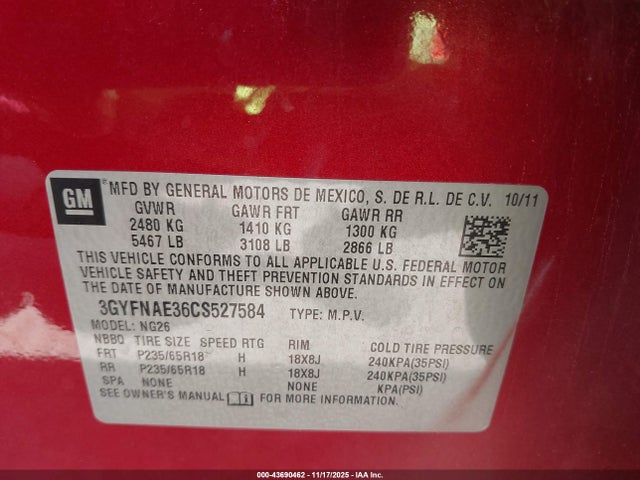 GM
MFD BY GENERAL MOTORS DE MEXICO, S. DE R.L. DE C.V. 10/11
GVWR GAWR FRT GAWR RR
2480 KG 1410 KG 1300 KG
5467 LB 3108 LB 2866 LB
THIS VEHICLE CONFORMS TO ALL APPLICABLE U.S. FEDERAL MOTOR
VEHICLE SAFETY AND THEFT PREVENTION STANDARDS IN EFFECT ON
THE DATE OF MANUFACTURE SHOWN ABOVE.
3GYFNAE36CS527584 TYPE: M.P.V.
MODEL: NG26
NBBQ TIRE SIZE SPEED RTG RIM COLD TIRE PRESSURE
FRT P235/65R18 H 18X8J 240KPA(35PSI)
RR P235/65R18 H 18X8J 240KPA(35PSI)
SPA NONE NONE KPA(PSI)
SEE OWNER'S MANUAL FOR MORE INFORMATION.
000-43690462 - 11/17/2025 - IAA Inc.